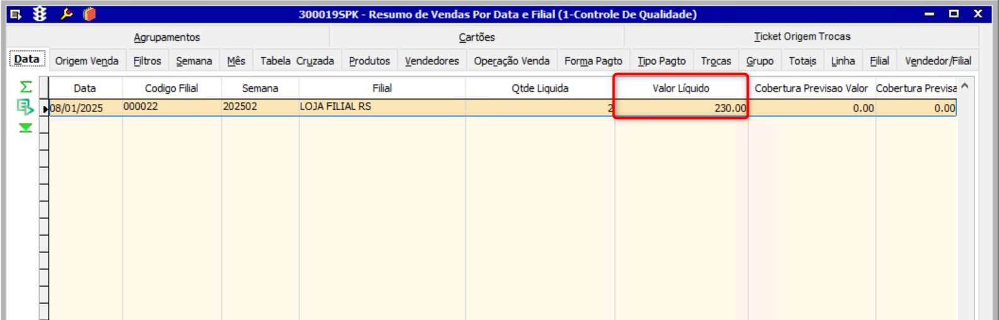 300019SPK - Resumo de Vendas Por Data e Filial (1-Controle De Qualidade)
Agrupamentos Cartões Ticket Origem Trocas
Data Origem Venda Filtros Semana Mês Tabela Cruzada Produtos Vendedores Operação Venda Forma Pagto Tipo Pagto Trocas Grupo Totais Linha Filial Vendedor/Filial
Data Codigo Filial Semana Filial Qtde Liquida Valor Líquido Cobertura Previsao Valor Cobertura Previsa
08/01/2025 000022 202502 LOJA FILIAL RS 2 230.00 0.00 0.00